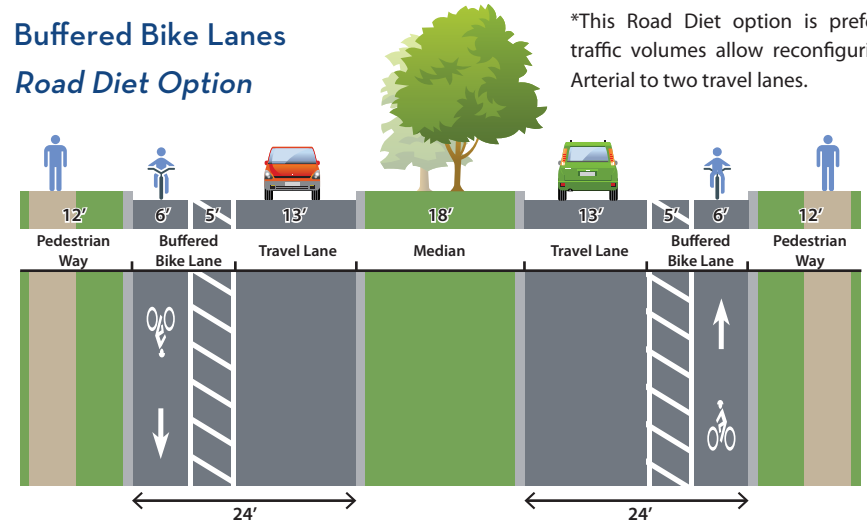 Buffered Bike Lanes
Road Diet Option
*This Road Diet option is
traffic volumes allow
Arterial to two travel lanes.
12′ 6′ 5′ 13′ 18′ 13′ 5′ 6′ 12′
Pedestrian Way
Buffered Bike Lane
Travel Lane
Median
Travel Lane
Buffered Bike Lane
Pedestrian Way
24′ 24′